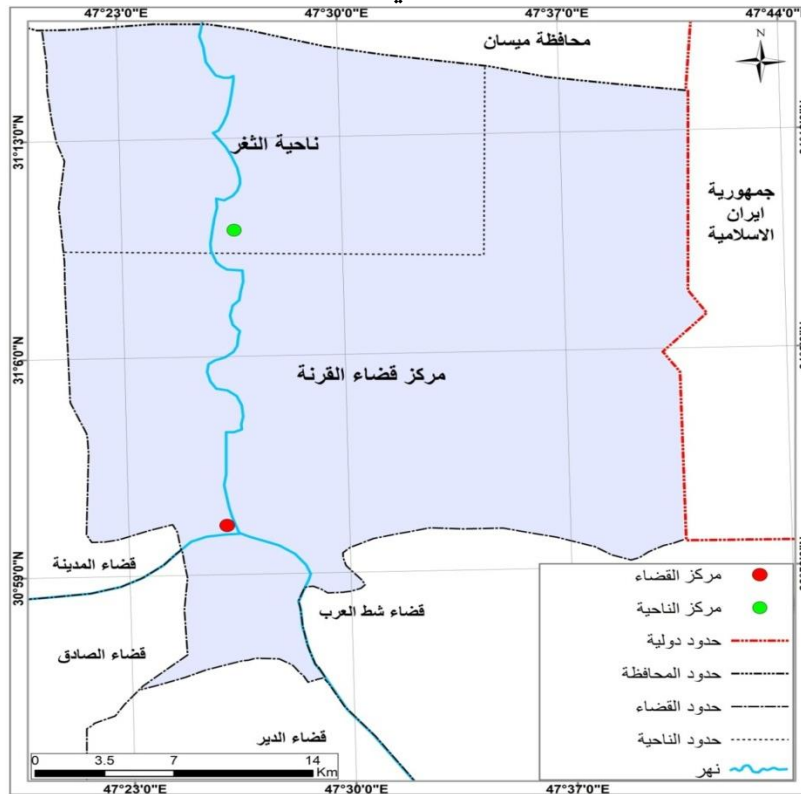 47°23'0"E 47°30'0"E 47°37'0"E 47°44'0"E
محافظة ميسان
N
31°13'0"N
ناحية الثغر
جمهورية
ايران
الاسلامية
31°6'0"N
مركز قضاء القرنة
قضاء المدينة
30°59'0"N
قضاء شط العرب
قضاء الصادق
قضاء الدير
مركز القضاء
مركز الناحية
حدود دولية
حدود المحافظة
حدود القضاء
حدود الناحية
نهر
0 3.5 7 14
Km
47°23'0"E 47°30'0"E 47°37'0"E